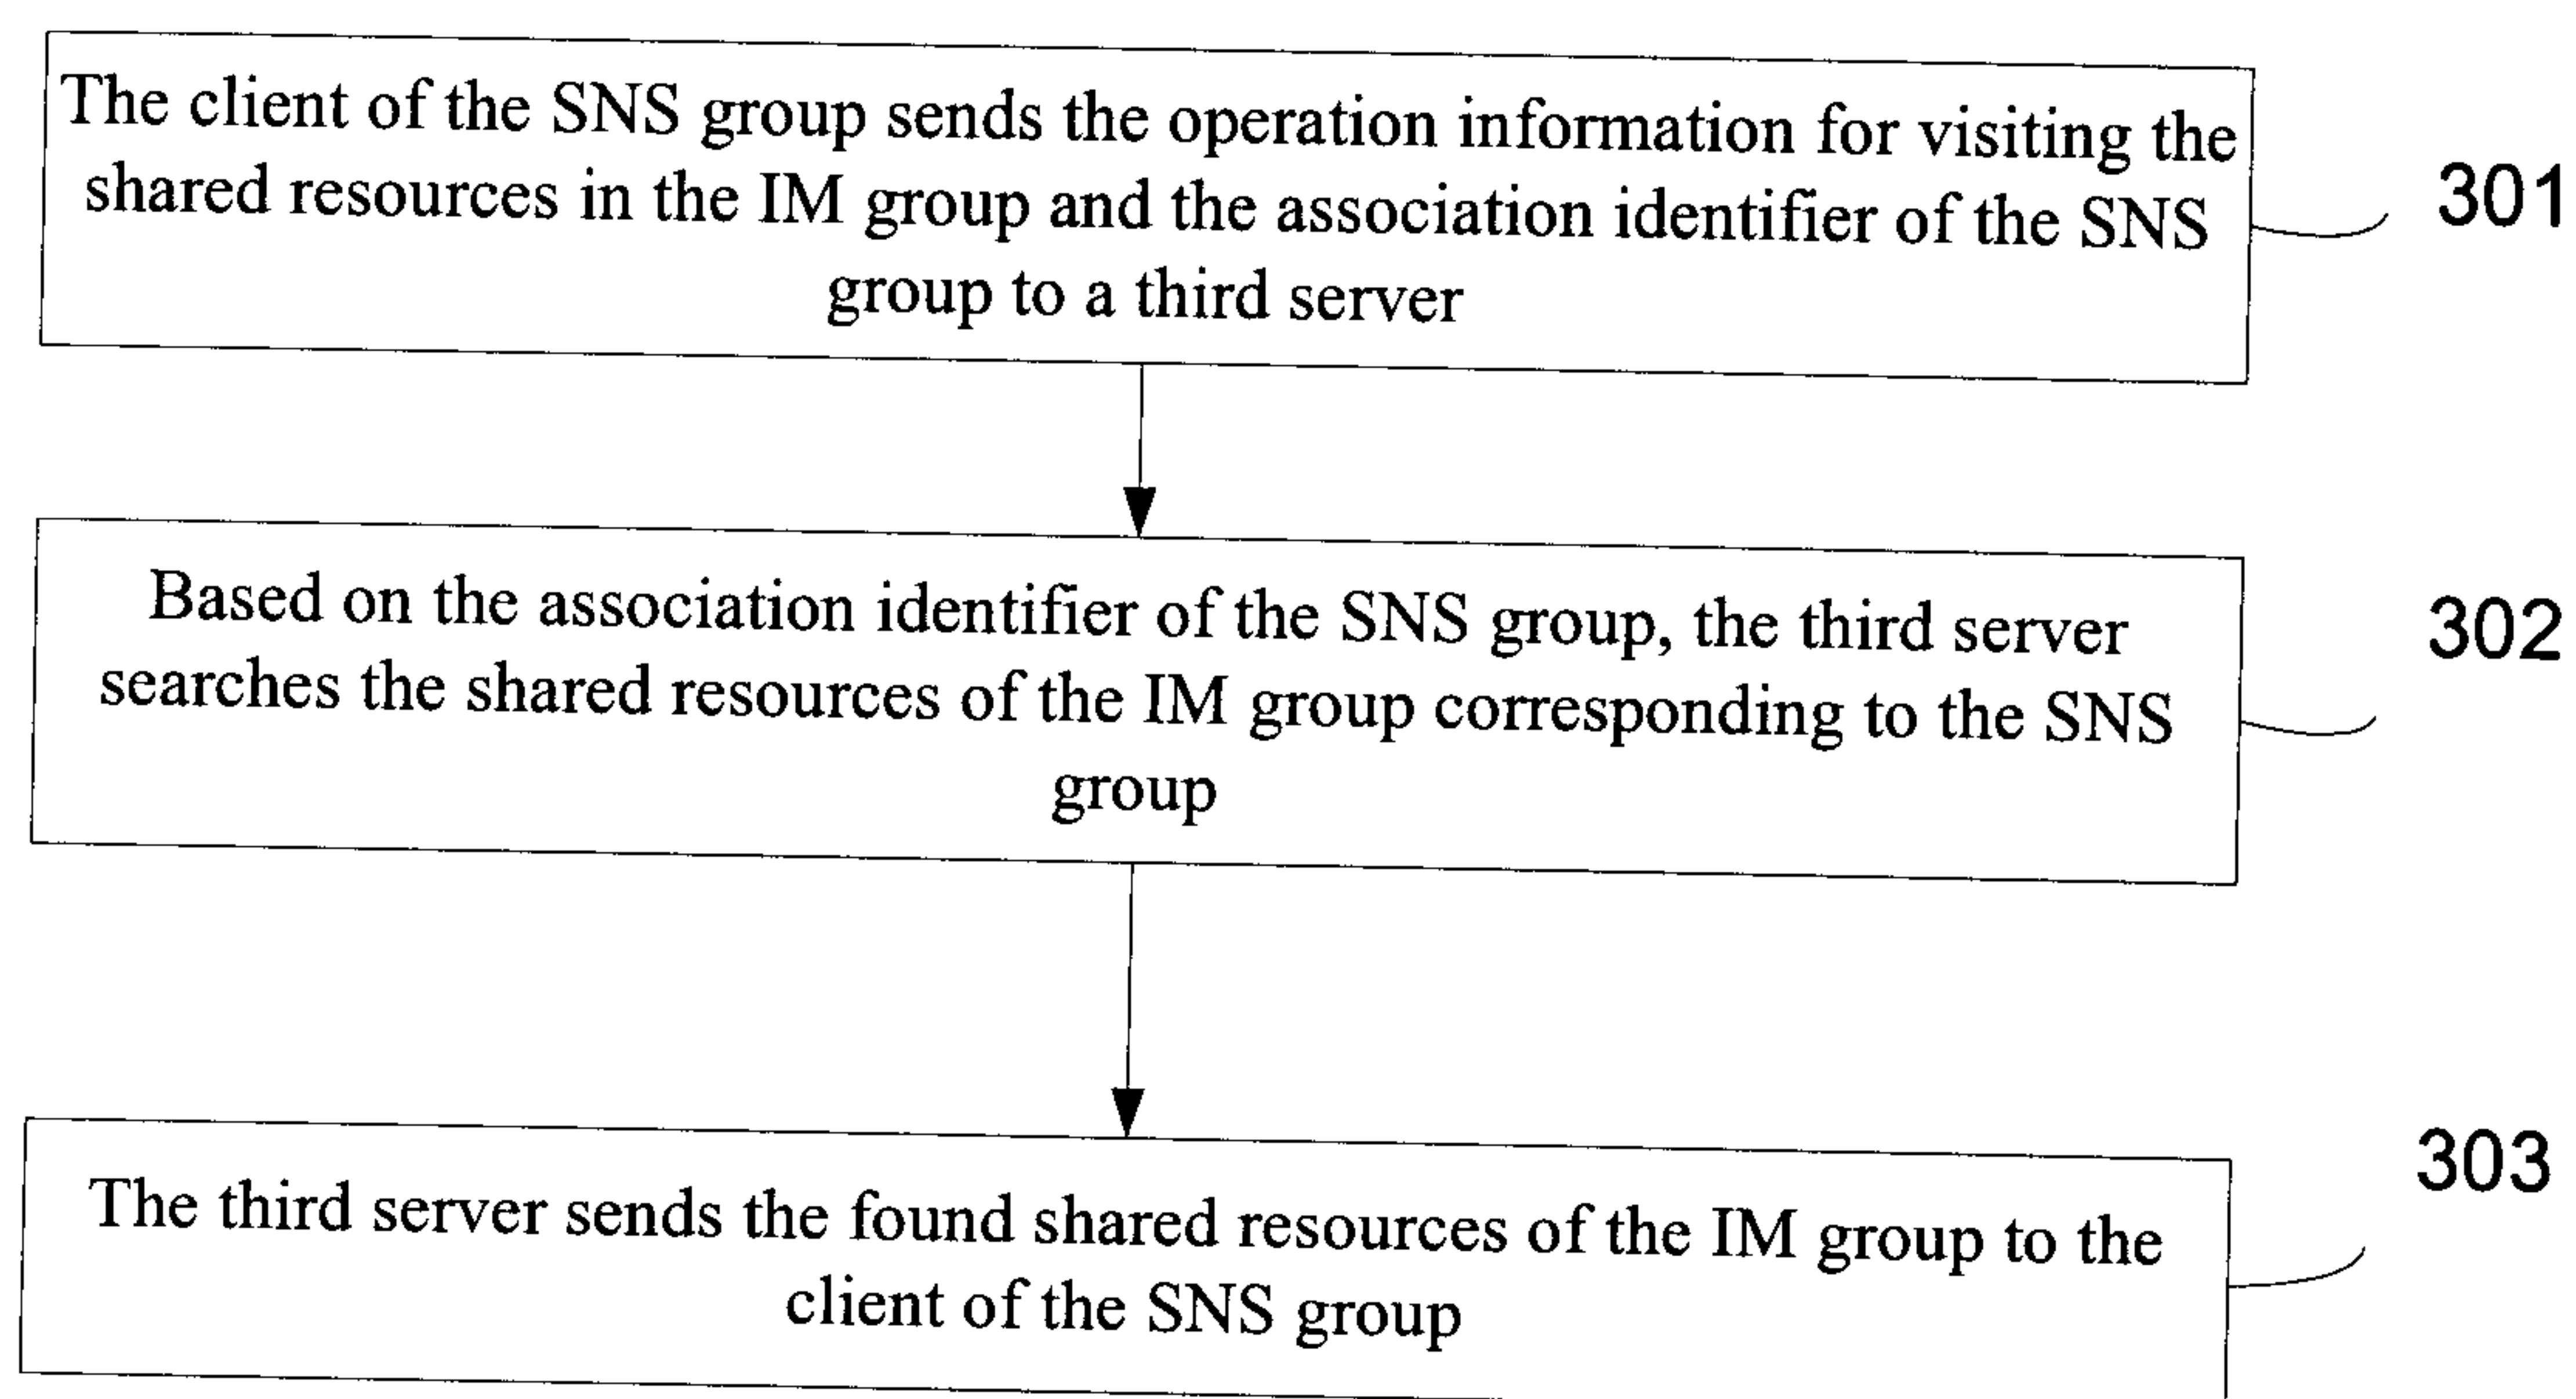 The client of the SNS group sends the operation information for visiting the
shared resources in the IM group and the association identifier of the SNS
group to a third server
301
Based on the association identifier of the SNS group, the third server
searches the shared resources of the IM group corresponding to the SNS
group
302
The third server sends the found shared resources of the IM group to the
client of the SNS group
303